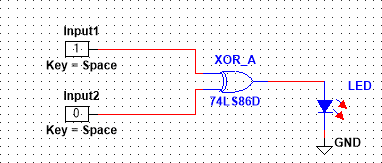 Input1
1
Key = Space
XOR_A
Input2
74LS86D
LED
0
Key = Space
GND